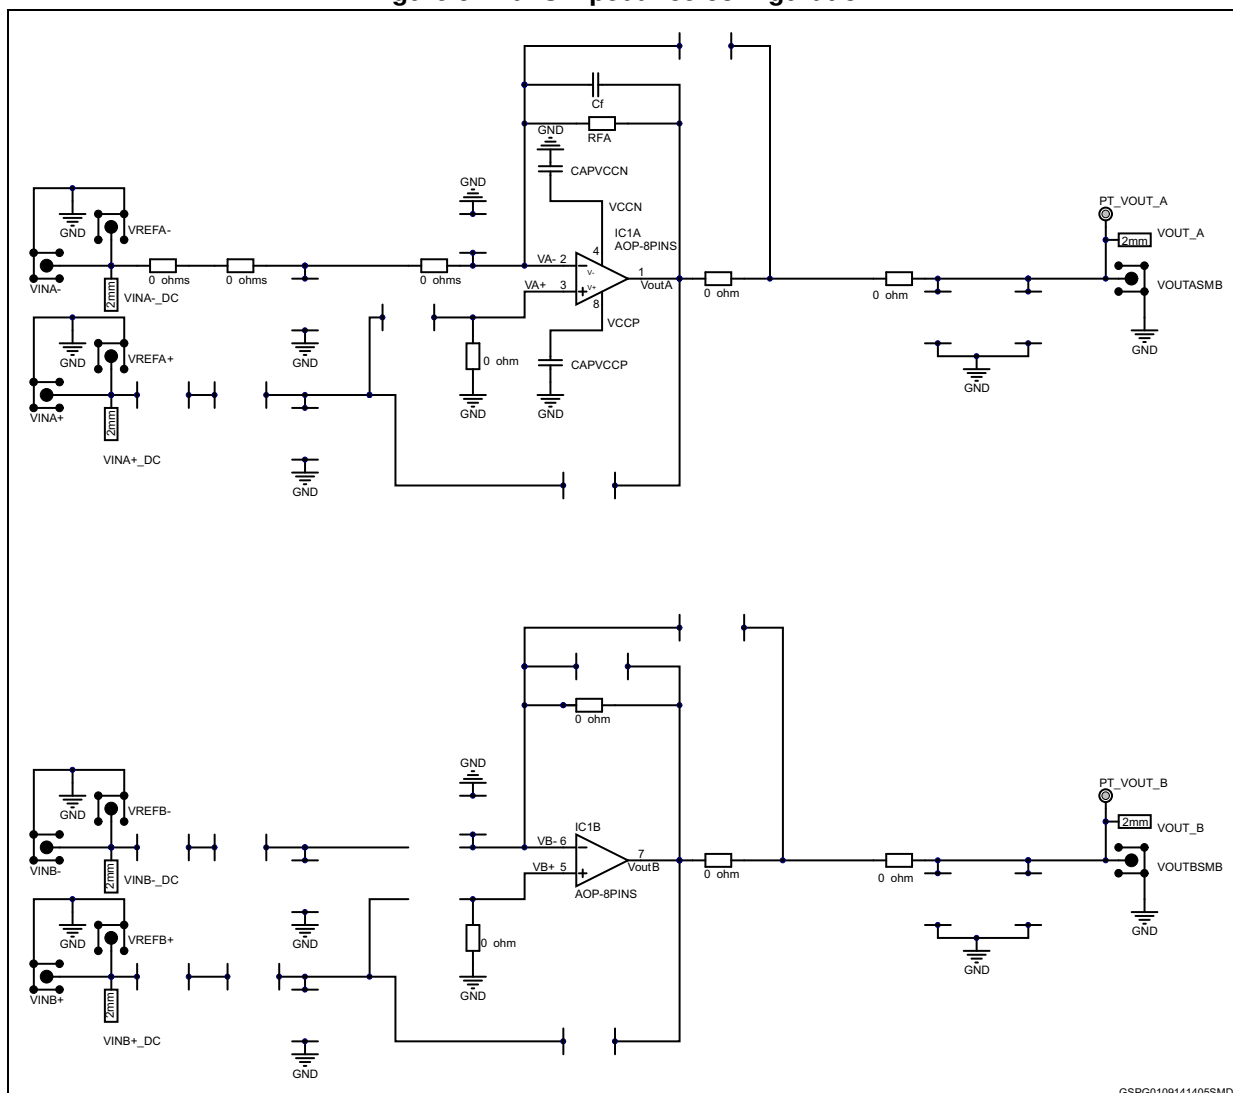 Cf
GND
RFA
CAPVCCN
GND
VCCN
PT_VOUT_A
IC1A
AOP-8PINS
GND
VREFA-
2mm
VOUT_A
4
VA- 2
V-
1
VINA-
0 ohms
0 ohms
0 ohms
VoutA
VOUTASMB
VA+ 3
V+
8
0 ohm
0 ohm
2mm
VINA-_DC
VCCP
GND
VREFA+
GND
0 ohm
CAPVCCP
GND
GND
VINA+
GND
GND
2mm
VINA+_DC
GND
0 ohm
GND
PT_VOUT_B
GND
VREFB-
2mm
VOUT_B
IC1B
VB- 6
7
VINB-
VoutB
VOUTBSMB
VB+ 5
0 ohm
0 ohm
2mm
VINB-_DC
AOP-8PINS
GND
VREFB+
GND
0 ohm
GND
GND
VINB+
GND
2mm
VINB+_DC
GND
GSPG0109141405SMD